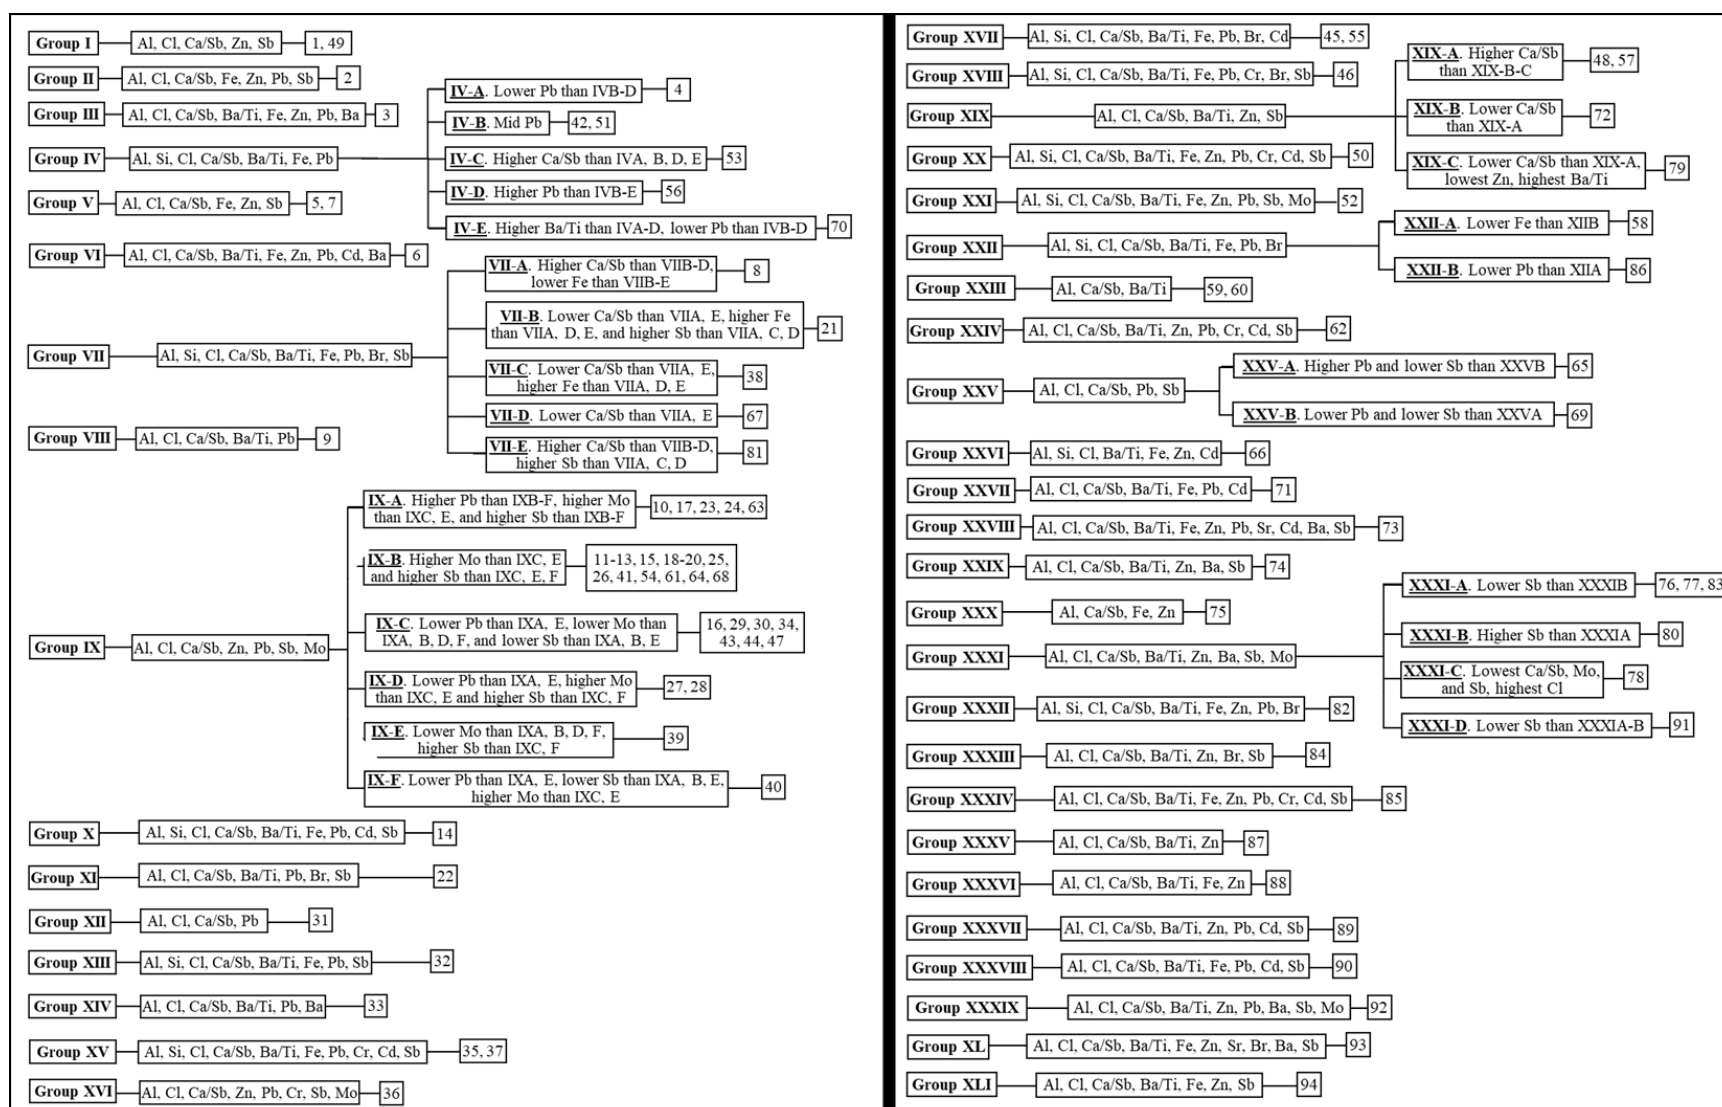 Group I
Al, Cl, Ca/Sb, Zn, Sb
1, 49
Group II
Al, Cl, Ca/Sb, Fe, Zn, Pb, Sb
2
Group III
Al, Cl, Ca/Sb, Ba/Ti, Fe, Zn, Pb, Ba
3
Group IV
Al, Si, Cl, Ca/Sb, Ba/Ti, Fe, Pb
IV-A. Lower Pb than IVB-D
4
IV-B. Mid Pb
42, 51
IV-C. Higher Ca/Sb than IVA, B, D, E
53
IV-D. Higher Pb than IVB-E
56
IV-E. Higher Ba/Ti than IVA-D, lower Pb than IVB-D
70
Group V
Al, Cl, Ca/Sb, Fe, Zn, Sb
5, 7
Group VI
Al, Cl, Ca/Sb, Ba/Ti, Fe, Zn, Pb, Cd, Ba
6
Group VII
Al, Si, Cl, Ca/Sb, Ba/Ti, Fe, Pb, Br, Sb
VII-A. Higher Ca/Sb than VIIB-D,
lower Fe than VIIB-E
8
VII-B. Lower Ca/Sb than VIIA, E, higher Fe
than VIIA, D, E, and higher Sb than VIIA, C, D
21
VII-C. Lower Ca/Sb than VIIA, E,
higher Fe than VIIA, D, E
38
VII-D. Lower Ca/Sb than VIIA, E
67
VII-E. Higher Ca/Sb than VIIB-D,
higher Sb than VIIA, C, D
81
Group VIII
Al, Cl, Ca/Sb, Ba/Ti, Pb
9
Group IX
Al, Cl, Ca/Sb, Zn, Pb, Sb, Mo
IX-A. Higher Pb than IXB-F, higher Mo
than IXC, E, and higher Sb than IXB-F
10, 17, 23, 24, 63
IX-B. Higher Mo than IXC, E
and higher Sb than IXC, E, F
11-13, 15, 18-20, 25,
26, 41, 54, 61, 64, 68
IX-C. Lower Pb than IXA, E, lower Mo than
IXA, B, D, F, and lower Sb than IXA, B, E
16, 29, 30, 34,
43, 44, 47
IX-D. Lower Pb than IXA, E, higher Mo
than IXC, E and higher Sb than IXC, F
27, 28
IX-E. Lower Mo than IXA, B, D, F,
higher Sb than IXC, F
39
IX-F. Lower Pb than IXA, E, lower Sb than IXA, B, E,
higher Mo than IXC, E
40
Group X
Al, Si, Cl, Ca/Sb, Ba/Ti, Fe, Pb, Cd, Sb
14
Group XI
Al, Cl, Ca/Sb, Ba/Ti, Pb, Br, Sb
22
Group XII
Al, Cl, Ca/Sb, Pb
31
Group XIII
Al, Si, Cl, Ca/Sb, Ba/Ti, Fe, Pb, Sb
32
Group XIV
Al, Cl, Ca/Sb, Ba/Ti, Pb, Ba
33
Group XV
Al, Si, Cl, Ca/Sb, Ba/Ti, Fe, Pb, Cr, Cd, Sb
35, 37
Group XVI
Al, Cl, Ca/Sb, Zn, Pb, Cr, Sb, Mo
36
Group XVII
Al, Si, Cl, Ca/Sb, Ba/Ti, Fe, Pb, Br, Cd
45, 55
Group XVIII
Al, Si, Cl, Ca/Sb, Ba/Ti, Fe, Pb, Cr, Br, Sb
46
Group XIX
Al, Cl, Ca/Sb, Ba/Ti, Zn, Sb
XIX-A. Higher Ca/Sb
than XIX-B-C
48, 57
XIX-B. Lower Ca/Sb
than XIX-A
72
XIX-C. Lower Ca/Sb than XIX-A,
lowest Zn, highest Ba/Ti
79
Group XX
Al, Si, Cl, Ca/Sb, Ba/Ti, Fe, Zn, Pb, Cr, Cd, Sb
50
Group XXI
Al, Si, Cl, Ca/Sb, Ba/Ti, Fe, Zn, Pb, Sb, Mo
52
Group XXII
Al, Si, Cl, Ca/Sb, Ba/Ti, Fe, Pb, Br
XXII-A. Lower Fe than XIIB
58
XXII-B. Lower Pb than XIIA
86
Group XXIII
Al, Ca/Sb, Ba/Ti
59, 60
Group XXIV
Al, Cl, Ca/Sb, Ba/Ti, Zn, Pb, Cr, Cd, Sb
62
Group XXV
Al, Cl, Ca/Sb, Pb, Sb
XXV-A. Higher Pb and lower Sb than XXVB
65
XXV-B. Lower Pb and lower Sb than XXVA
69
Group XXVI
Al, Si, Cl, Ba/Ti, Fe, Zn, Cd
66
Group XXVII
Al, Cl, Ca/Sb, Ba/Ti, Fe, Pb, Cd
71
Group XXVIII
Al, Cl, Ca/Sb, Ba/Ti, Fe, Zn, Pb, Sr, Cd, Ba, Sb
73
Group XXIX
Al, Cl, Ca/Sb, Ba/Ti, Zn, Ba, Sb
74
Group XXX
Al, Ca/Sb, Fe, Zn
75
Group XXXI
Al, Cl, Ca/Sb, Ba/Ti, Zn, Ba, Sb, Mo
XXXI-A. Lower Sb than XXXIB
76, 77, 83
XXXI-B. Higher Sb than XXXIA
80
XXXI-C. Lowest Ca/Sb, Mo,
and Sb, highest Cl
78
XXXI-D. Lower Sb than XXXIA-B
91
Group XXXII
Al, Si, Cl, Ca/Sb, Ba/Ti, Fe, Zn, Pb, Br
82
Group XXXIII
Al, Cl, Ca/Sb, Ba/Ti, Zn, Br, Sb
84
Group XXXIV
Al, Cl, Ca/Sb, Ba/Ti, Fe, Zn, Pb, Cr, Cd, Sb
85
Group XXXV
Al, Cl, Ca/Sb, Ba/Ti, Zn
87
Group XXXVI
Al, Cl, Ca/Sb, Ba/Ti, Fe, Zn
88
Group XXXVII
Al, Cl, Ca/Sb, Ba/Ti, Zn, Pb, Cd, Sb
89
Group XXXVIII
Al, Cl, Ca/Sb, Ba/Ti, Fe, Pb, Cd, Sb
90
Group XXXIX
Al, Cl, Ca/Sb, Ba/Ti, Zn, Pb, Ba, Sb, Mo
92
Group XL
Al, Cl, Ca/Sb, Ba/Ti, Fe, Zn, Sr, Br, Ba, Sb
93
Group XLI
Al, Cl, Ca/Sb, Ba/Ti, Fe, Zn, Sb
94